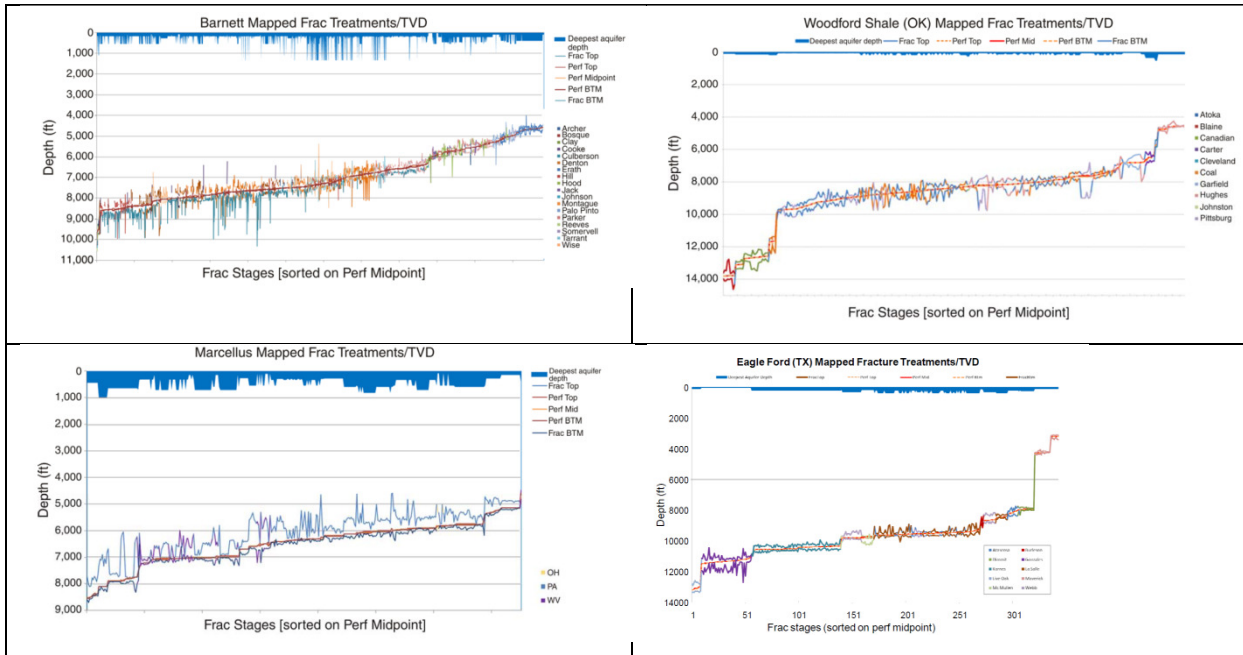 Barnett Mapped Frac Treatments/TVD
Deepest aquifer
depth
Frac Top
Perf Top
Perf Midpoint
Perf BTM
Frac BTM
Archer
Bosque
Clay
Cooke
Culberson
Denton
Erath
Hill
Hood
Jack
Johnson
Montague
Palo Pinto
Parker
Reeves
Somervell
Tarrant
Wise
Depth (ft)
0
1,000
2,000
3,000
4,000
5,000
6,000
7,000
8,000
9,000
10,000
11,000
Frac Stages [sorted on Perf Midpoint]
Woodford Shale (OK) Mapped Frac Treatments/TVD
Deepest aquifer depth Frac Top Perf Top Perf Mid Perf BTM Frac BTM
Depth (ft)
0
2,000
4,000
6,000
8,000
10,000
12,000
14,000
Atoka
Blaine
Canadian
Carter
Cleveland
Coal
Garfield
Hughes
Johnston
Pittsburg
Frac Stages [sorted on Perf Midpoint]
Marcellus Mapped Frac Treatments/TVD
Deepest aquifer
depth
Frac Top
Perf Top
Perf Mid
Perf BTM
Frac BTM
Depth (ft)
0
1,000
2,000
3,000
4,000
5,000
6,000
7,000
8,000
9,000
OH
PA
WV
Frac Stages [sorted on Perf Midpoint]
Eagle Ford (TX) Mapped Fracture Treatments/TVD
Deepest Aquifer Depth Perf Mid
Depth (ft)
0
2000
4000
6000
8000
10000
12000
14000
La Salle
Maverick
Webb
1 51 101 151 201 251 301
Frac stages (sorted on perf midpoint)